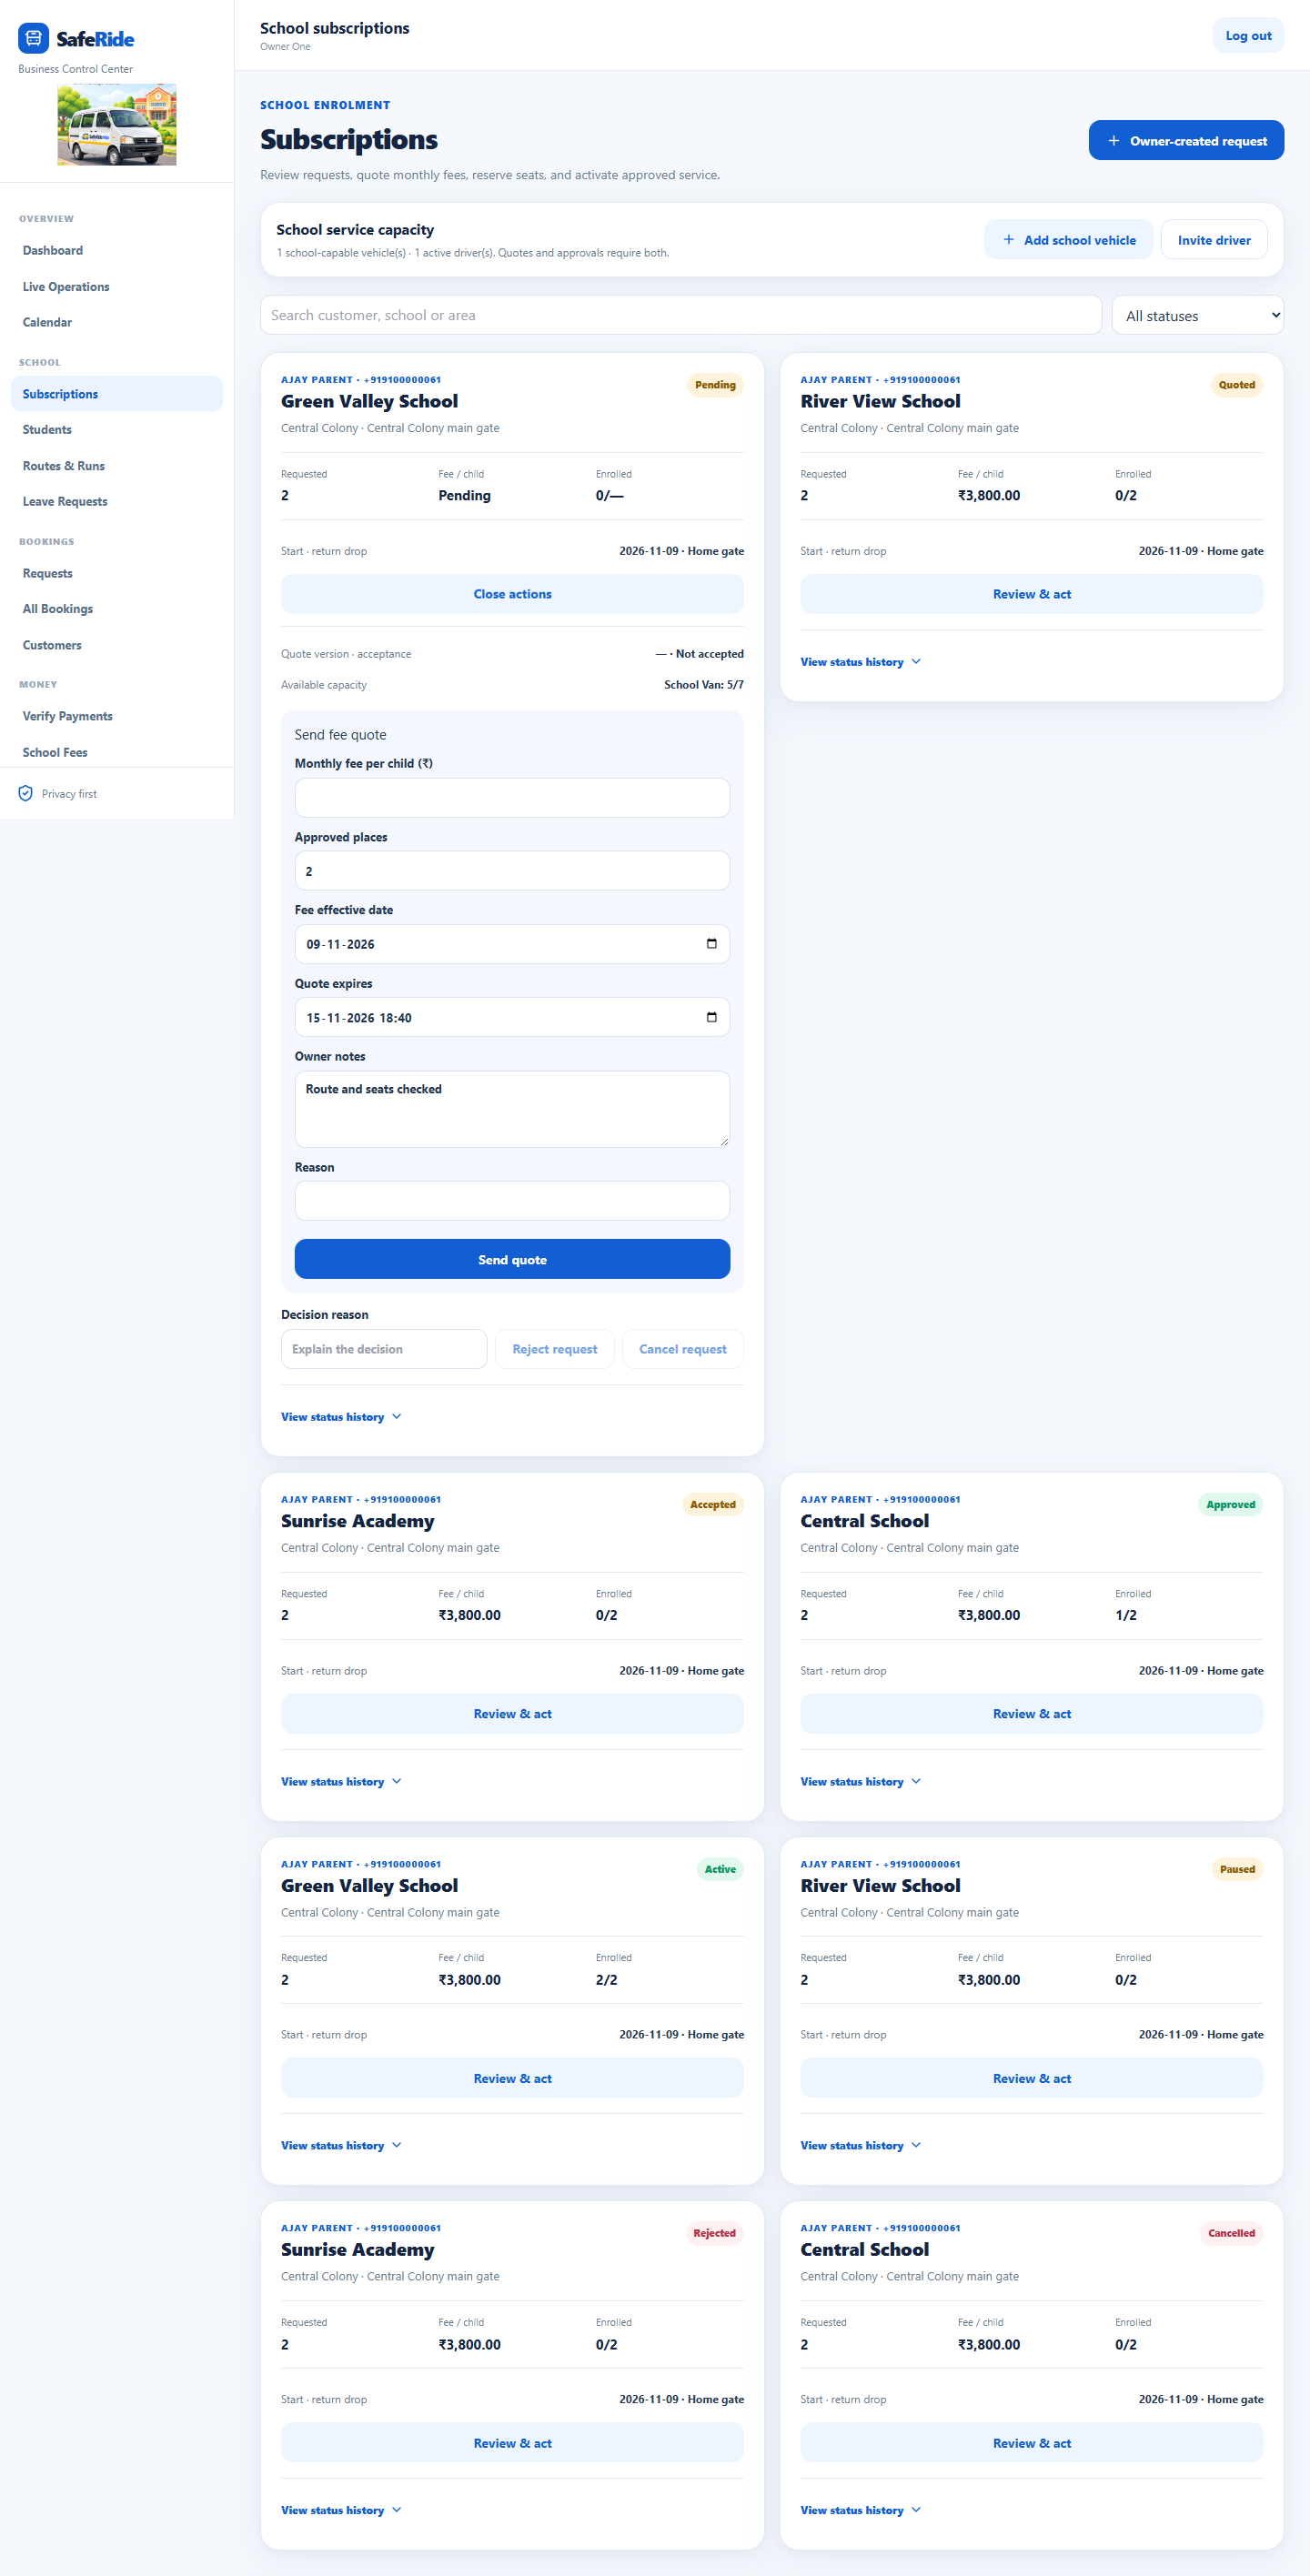 SafeRide
Business Control Center
OVERVIEW
Dashboard
Live Operations
Calendar
SCHOOL
Subscriptions
Students
Routes & Runs
Leave Requests
BOOKINGS
Requests
All Bookings
Customers
MONEY
Verify Payments
School Fees
Privacy first
School subscriptions
Owner One
Log out
SCHOOL ENROLMENT
Subscriptions
Review requests, quote monthly fees, reserve seats, and activate approved service.
+ Owner-created request
School service capacity
1 school-capable vehicle(s) · 1 active driver(s). Quotes and approvals require both.
+ Add school vehicle
Invite driver
Search customer, school or area
All statuses
AJAY PARENT • +919100000061
Pending
Green Valley School
Central Colony · Central Colony main gate
Requested Fee / child Enrolled
2 Pending 0/—
Start · return drop 2026-11-09 · Home gate
Close actions
Quote version · acceptance — · Not accepted
Available capacity School Van: 5/7
Send fee quote
Monthly fee per child (₹)
Approved places
2
Fee effective date
09-11-2026
Quote expires
15-11-2026 18:40
Owner notes
Route and seats checked
Reason
Send quote
Decision reason
Explain the decision
Reject request
Cancel request
View status history
AJAY PARENT • +919100000061
Quoted
River View School
Central Colony · Central Colony main gate
Requested Fee / child Enrolled
2 ₹3,800.00 0/2
Start · return drop 2026-11-09 · Home gate
Review & act
View status history
AJAY PARENT • +919100000061
Accepted
Sunrise Academy
Central Colony · Central Colony main gate
Requested Fee / child Enrolled
2 ₹3,800.00 0/2
Start · return drop 2026-11-09 · Home gate
Review & act
View status history
AJAY PARENT • +919100000061
Approved
Central School
Central Colony · Central Colony main gate
Requested Fee / child Enrolled
2 ₹3,800.00 1/2
Start · return drop 2026-11-09 · Home gate
Review & act
View status history
AJAY PARENT • +919100000061
Active
Green Valley School
Central Colony · Central Colony main gate
Requested Fee / child Enrolled
2 ₹3,800.00 2/2
Start · return drop 2026-11-09 · Home gate
Review & act
View status history
AJAY PARENT • +919100000061
Paused
River View School
Central Colony · Central Colony main gate
Requested Fee / child Enrolled
2 ₹3,800.00 0/2
Start · return drop 2026-11-09 · Home gate
Review & act
View status history
AJAY PARENT • +919100000061
Rejected
Sunrise Academy
Central Colony · Central Colony main gate
Requested Fee / child Enrolled
2 ₹3,800.00 0/2
Start · return drop 2026-11-09 · Home gate
Review & act
View status history
AJAY PARENT • +919100000061
Cancelled
Central School
Central Colony · Central Colony main gate
Requested Fee / child Enrolled
2 ₹3,800.00 0/2
Start · return drop 2026-11-09 · Home gate
Review & act
View status history